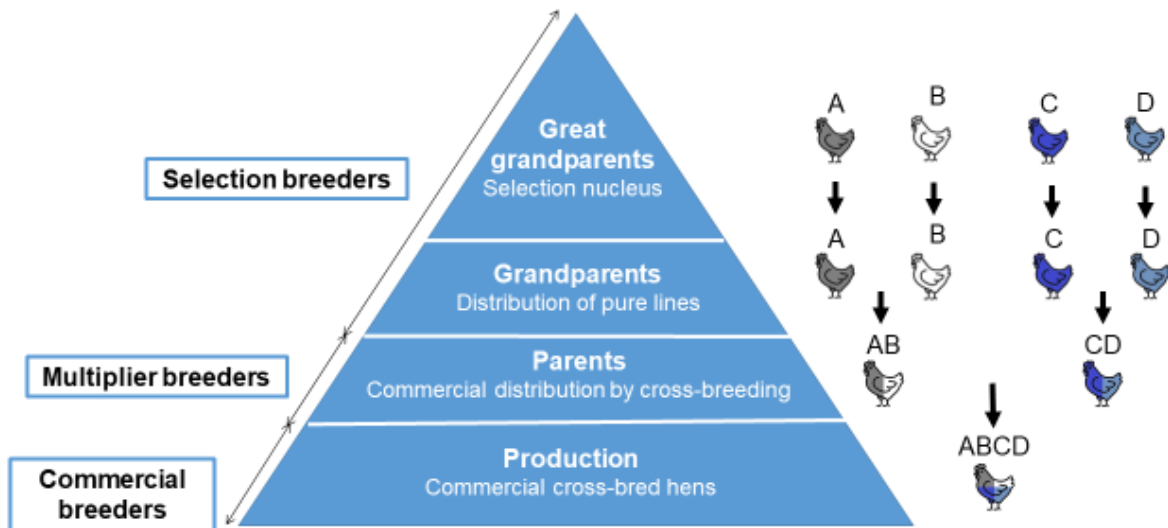 A
B
C
D
Great
grandparents
Selection nucleus
Selection breeders
A
B
C
D
Grandparents
Distribution of pure lines
AB
CD
Parents
Commercial distribution by cross-breeding
Multiplier breeders
ABCD
Production
Commercial cross-bred hens
Commercial
breeders